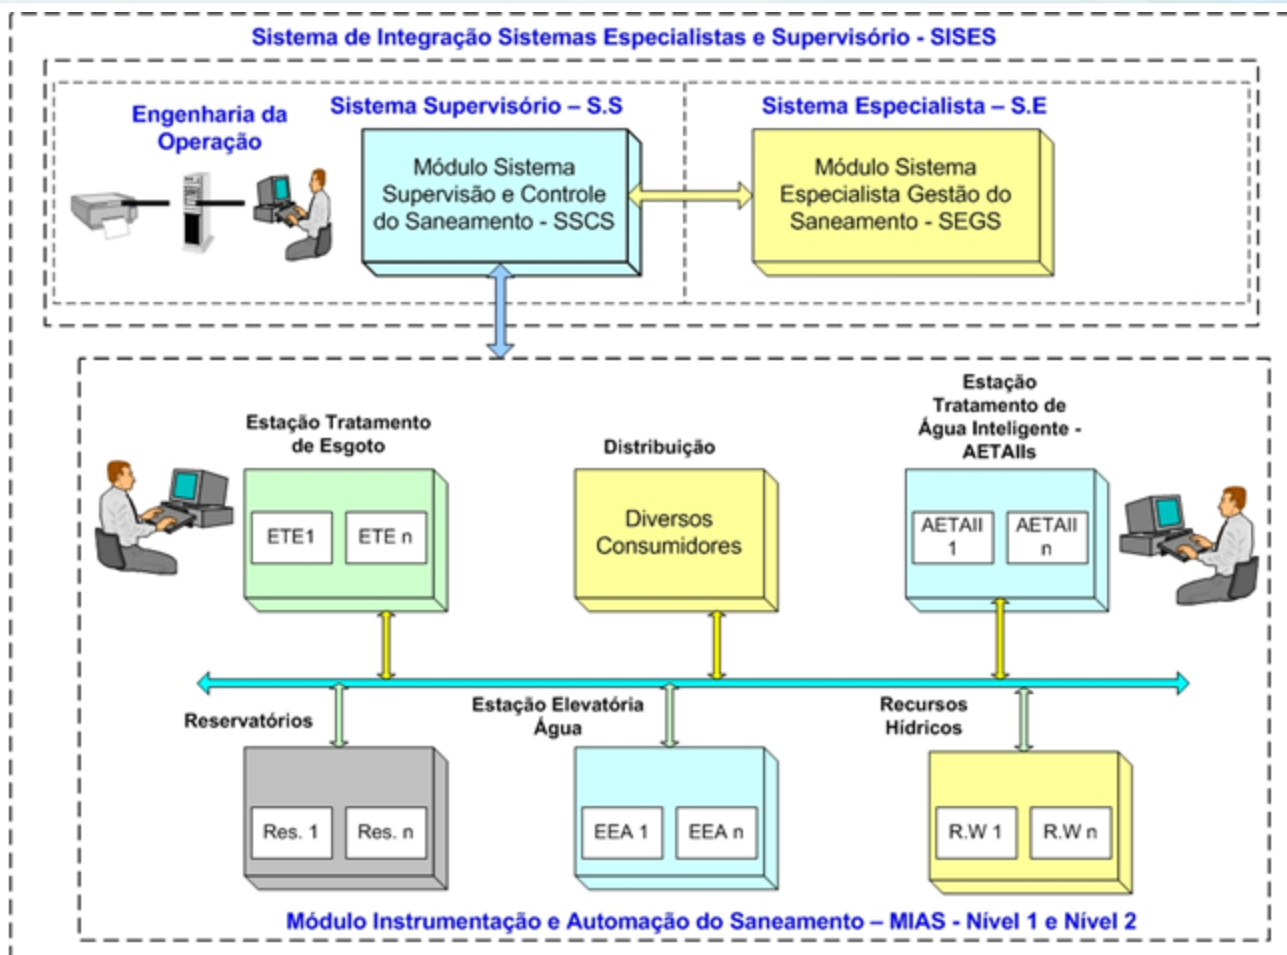 Sistema de Integração Sistemas Especialistas e Supervisório - SISES
Engenharia da
Operação
Sistema Supervisório – S.S
Módulo Sistema
Supervisão e Controle
do Saneamento - SSCS
Sistema Especialista – S.E
Módulo Sistema
Especialista Gestão do
Saneamento - SEGS
Estação Tratamento
de Esgoto
ETE1
ETE n
Distribuição
Diversos
Consumidores
Estação
Tratamento de
Água Inteligente -
AETAIIs
AETAII
1
AETAII
n
Reservatórios
Res. 1
Res. n
Estação Elevatória
Água
EEA 1
EEA n
Recursos
Hídricos
R.W 1
R.W n
Módulo Instrumentação e Automação do Saneamento – MIAS - Nível 1 e Nível 2